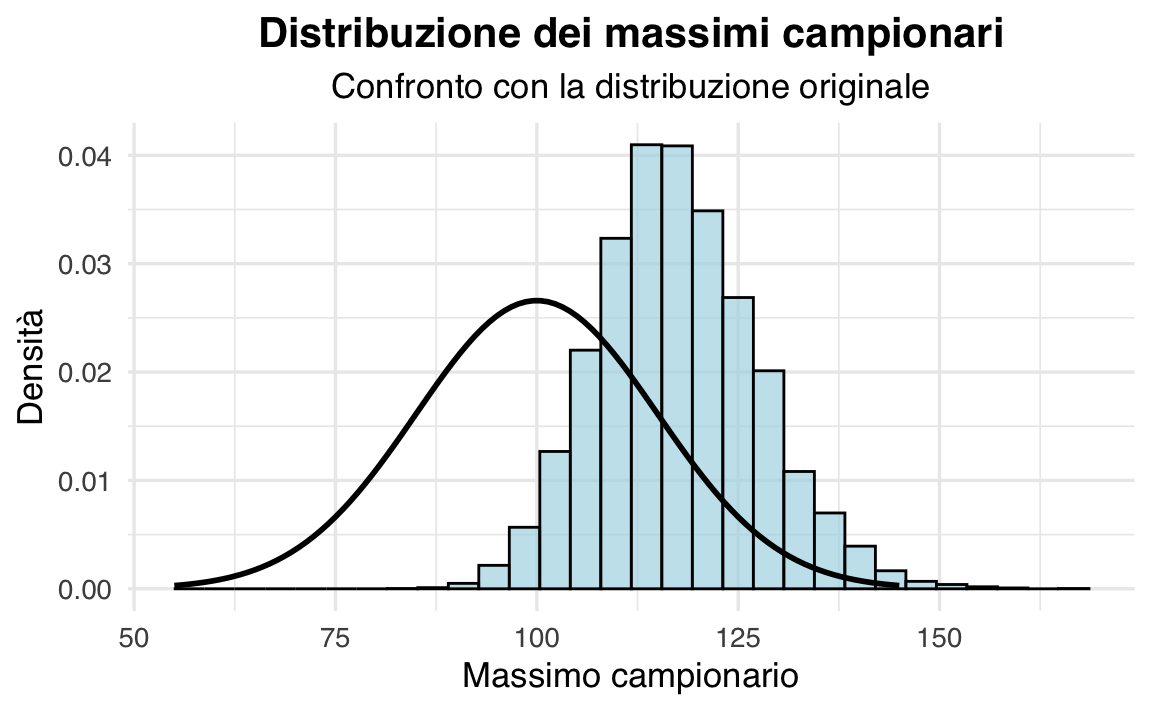 Distribuzione dei massimi campionari
Confronto con la distribuzione originale
Densità
0.04
0.03
0.02
0.01
0.00
50 75 100 125 150
Massimo campionario